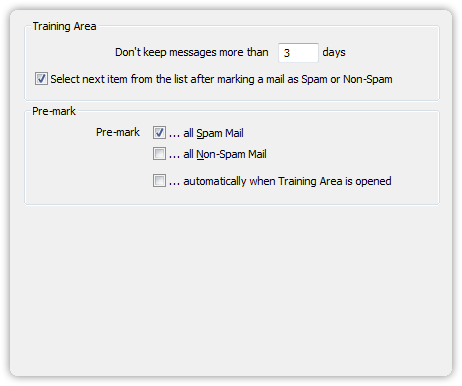 Training Area
Don't keep messages more than 3 days
Select next item from the list after marking a mail as Spam or Non-Spam
Pre-mark
Pre-mark ... all Spam Mail
... all Non-Spam Mail
... automatically when Training Area is opened